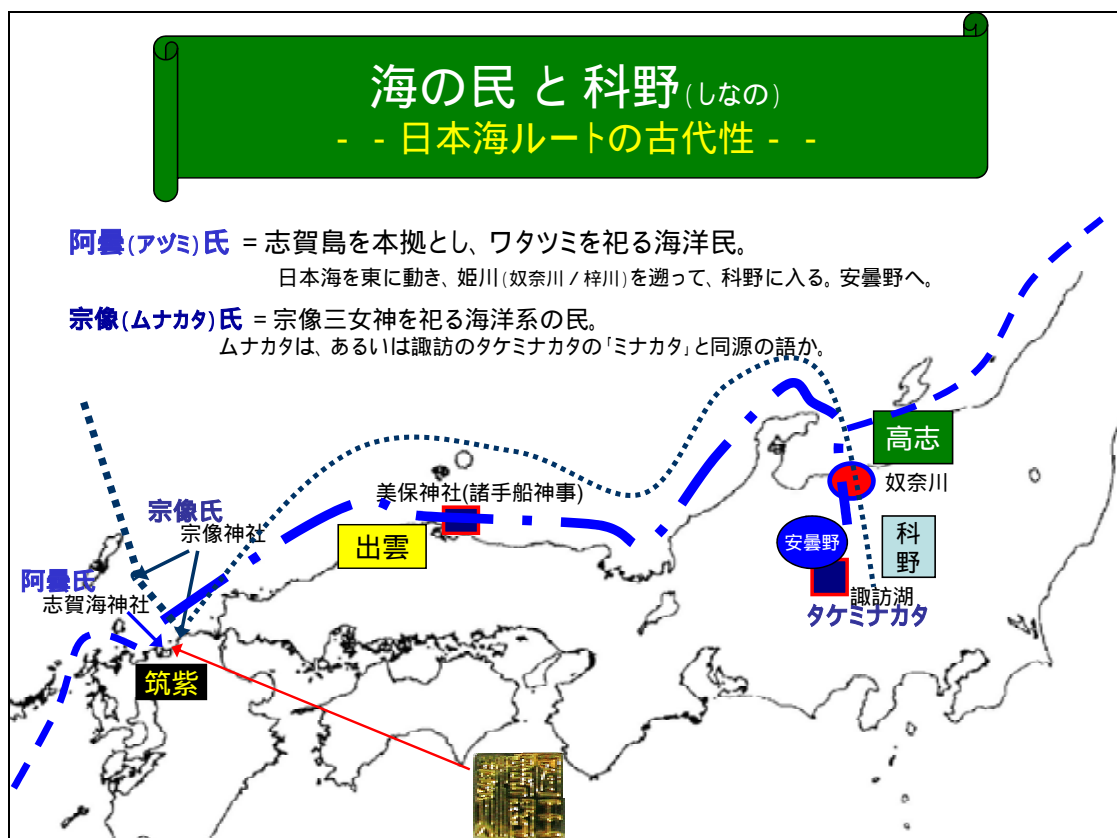 海の民 と 科野(しなの)
- - 日本海ルートの古代性 - -
阿曇(アヅミ)氏 = 志賀島を本拠とし、ワタツミを祀る海洋民。
日本海を東に動き、姫川(奴奈川/梓川)を遡って、科野に入る。安曇野へ。
宗像(ムナカタ)氏 = 宗像三女神を祀る海洋系の民。
ムナカタは、あるいは諏訪のタケミナカタの「ミナカタ」と同源の語か。
高志
奴奈川
美保神社(諸手船神事)
宗像氏
宗像神社
出雲
安曇野
科野
阿曇氏
志賀海神社
諏訪湖
タケミナカタ
筑紫